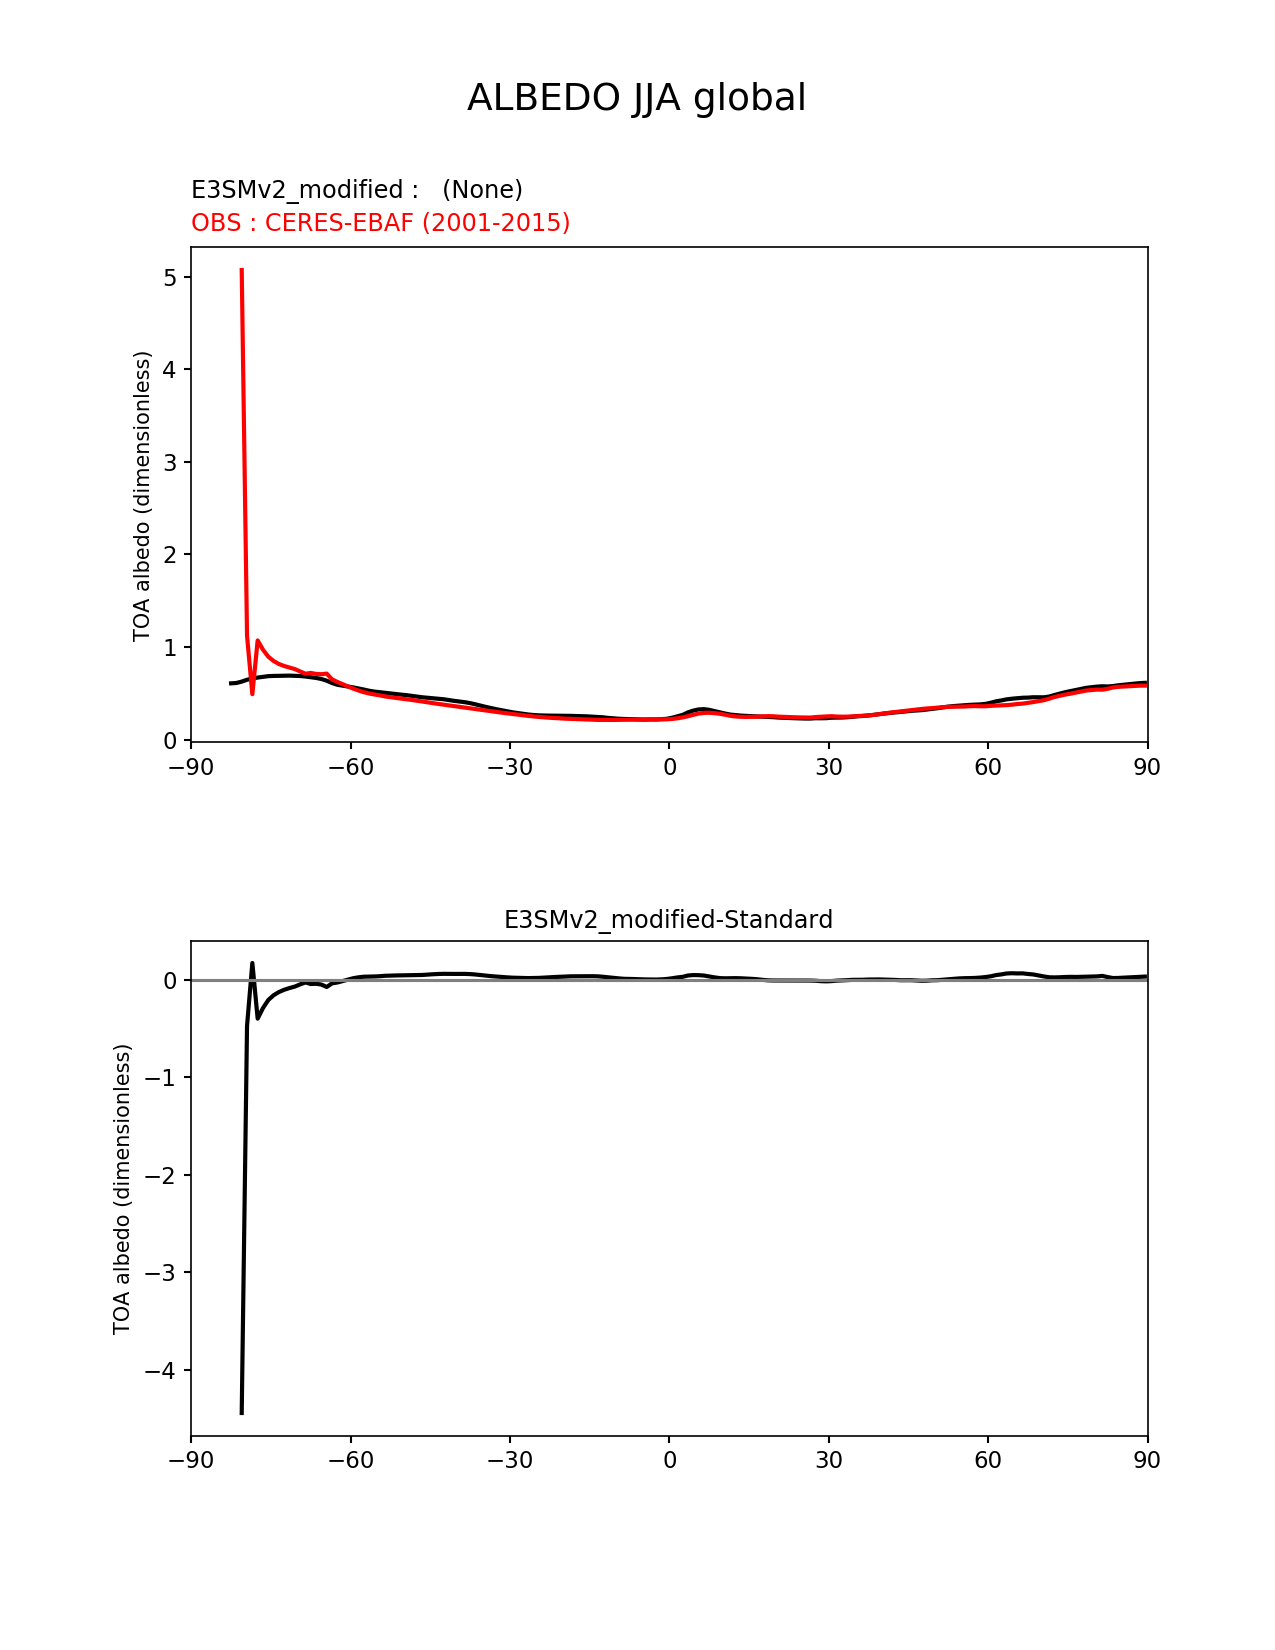 ALBEDO JJA global
E3SMv2_modified :   (None)
OBS : CERES-EBAF (2001-2015)
TOA albedo (dimensionless)
5
4
3
2
1
0
−90 −60 −30 0 30 60 90
E3SMv2_modified-Standard
TOA albedo (dimensionless)
0
−1
−2
−3
−4
−90 −60 −30 0 30 60 90